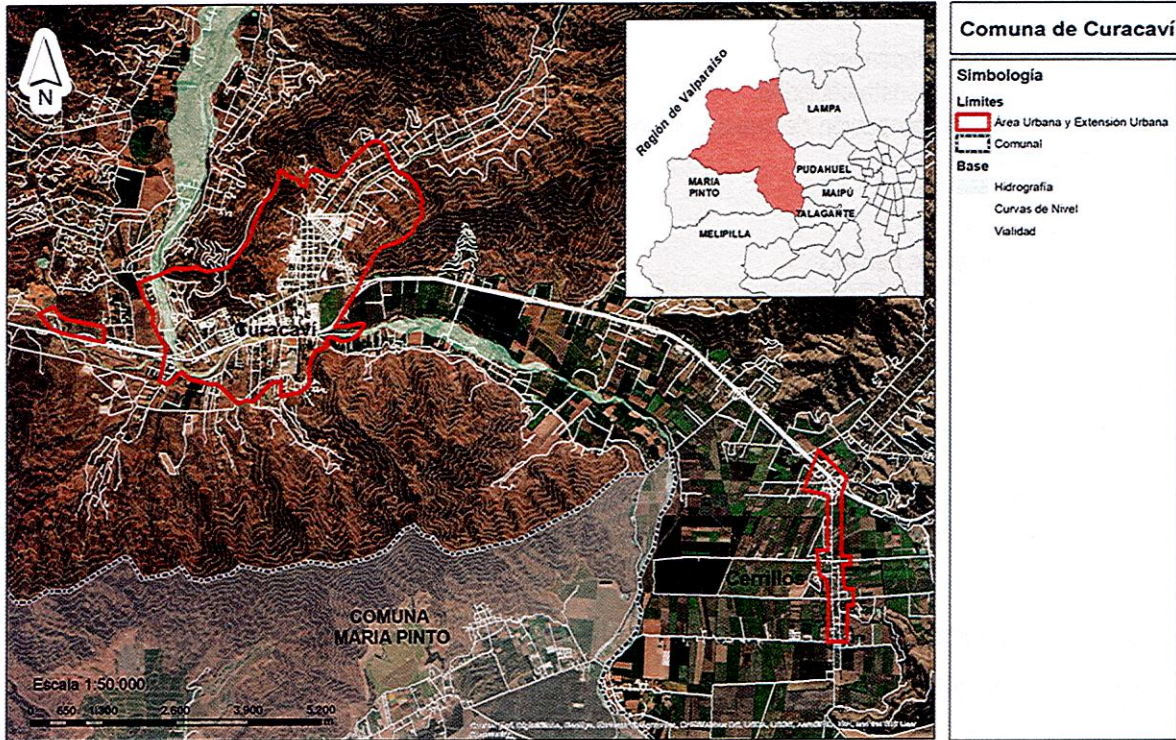 N
Región de Valparaíso
LAMPA
PUDAHUEL
MARIA
PINTO
MAIPÚ
TALAGANTE
MELIPILLA
Curacaví
Cerrillos
COMUNA
MARIA PINTO
Escala 1:50.000
0 650 1.300 2.600 3.900 5.200
Comuna de Curacaví
Simbología
Límites
Área Urbana y Extensión Urbana
Comunal
Base
Hidrografía
Curvas de Nivel
Vialidad